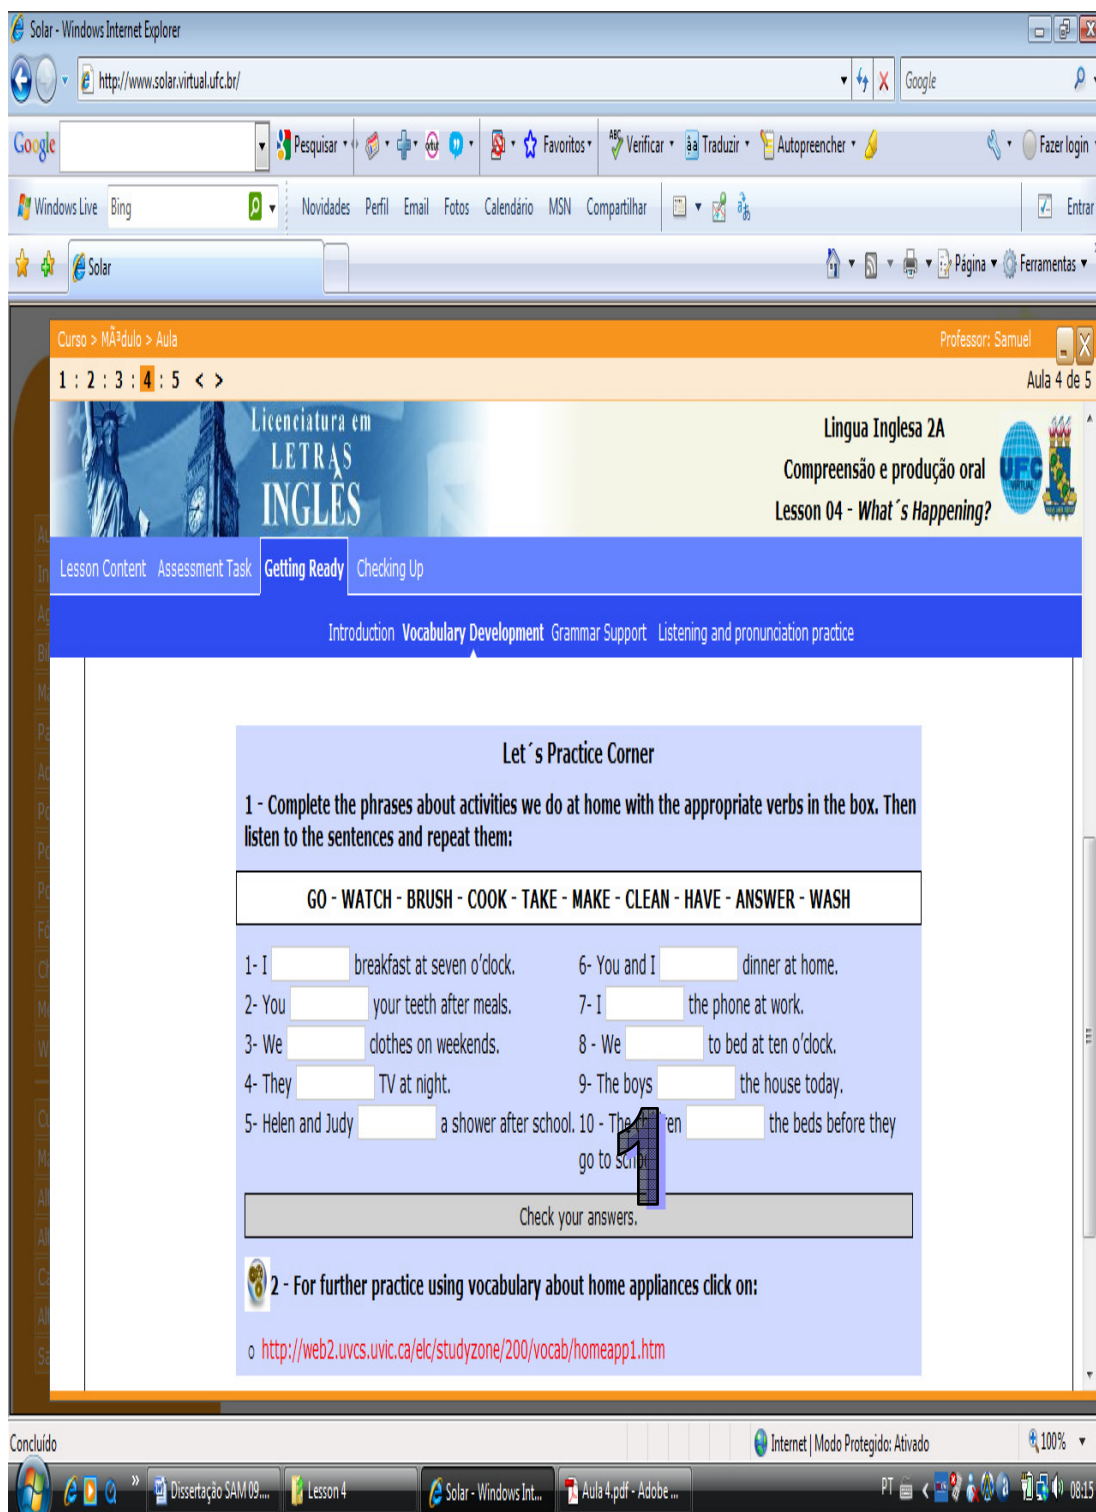 Solar - Windows Internet Explorer
http://www.solar.virtual.ufc.br/
Google
Google Pesquisar Favoritos Verificar Traduzir Autopreencher Fazer login
Windows Live Bing Novidades Perfil Email Fotos Calendário MSN Compartilhar Entrar
Solar Página Ferramentas
Curso > MÃ³dulo > Aula Professor: Samuel
1 : 2 : 3 : 4 : 5 < > Aula 4 de 5
Licenciatura em
LETRAS
INGLÊS
Lingua Inglesa 2A
Compreensão e produção oral
Lesson 04 - What´s Happening?
UFC
VIRTUAL
Lesson Content Assessment Task Getting Ready Checking Up
Introduction Vocabulary Development Grammar Support Listening and pronunciation practice
Let´s Practice Corner
1 - Complete the phrases about activities we do at home with the appropriate verbs in the box. Then
listen to the sentences and repeat them:
GO - WATCH - BRUSH - COOK - TAKE - MAKE - CLEAN - HAVE - ANSWER - WASH
1- I breakfast at seven o'clock.
2- You your teeth after meals.
3- We clothes on weekends.
4- They TV at night.
5- Helen and Judy a shower after school.
6- You and I dinner at home.
7- I the phone at work.
8 - We to bed at ten o'clock.
9- The boys the house today.
10 - The the beds before they
go to
1
Check your answers.
2 - For further practice using vocabulary about home appliances click on:
o http://web2.uvcs.uvic.ca/elc/studyzone/200/vocab/homeapp1.htm
Concluído Internet | Modo Protegido: Ativado 100%
Dissertação SAM 09.... Lesson 4 Solar - Windows Int... Aula 4.pdf - Adobe ... PT 08:15